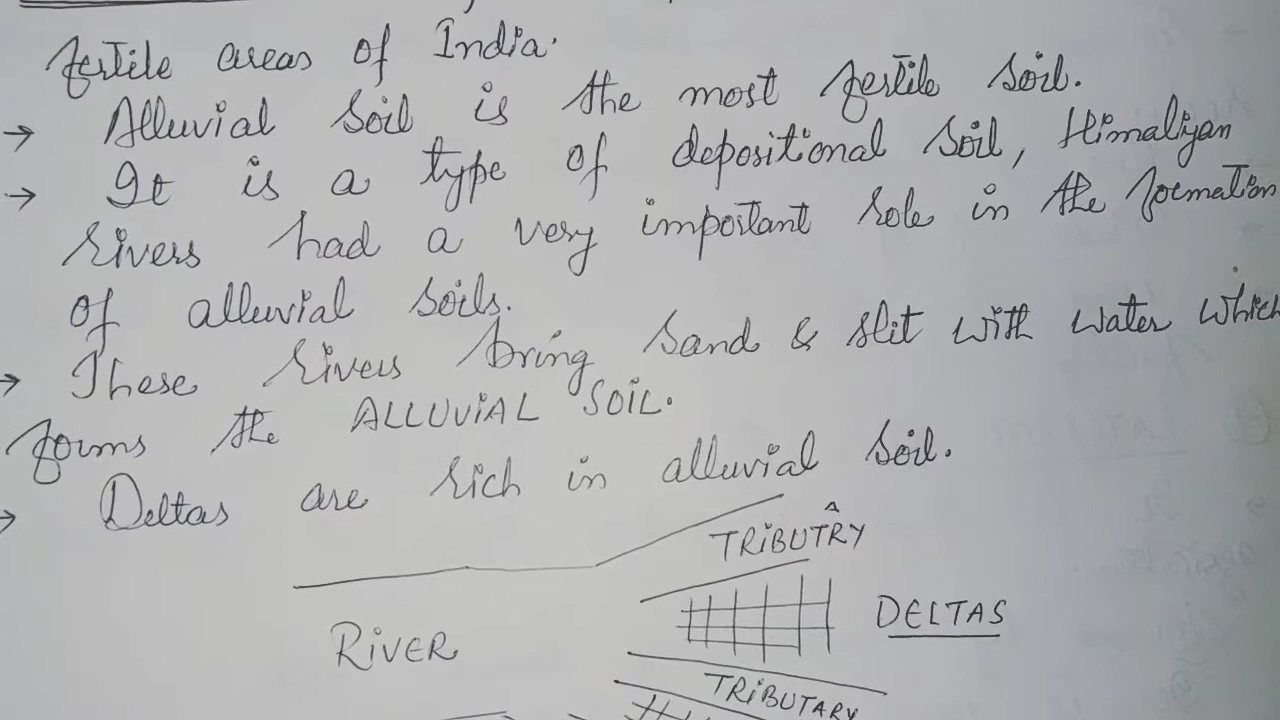 fertile areas of India.
→ Alluvial soil is the most fertile soil.
→ It is a type of depositional soil, Himaliyan
rivers had a very important role in the formation
of alluvial soils.
→ These rivers bring sand & slit with water which
forms the ALLUViAL SOiL.
→ Deltas are rich in alluvial soil.
TRiBUTARY
DELTAS
RiVER
TRiBUTARY